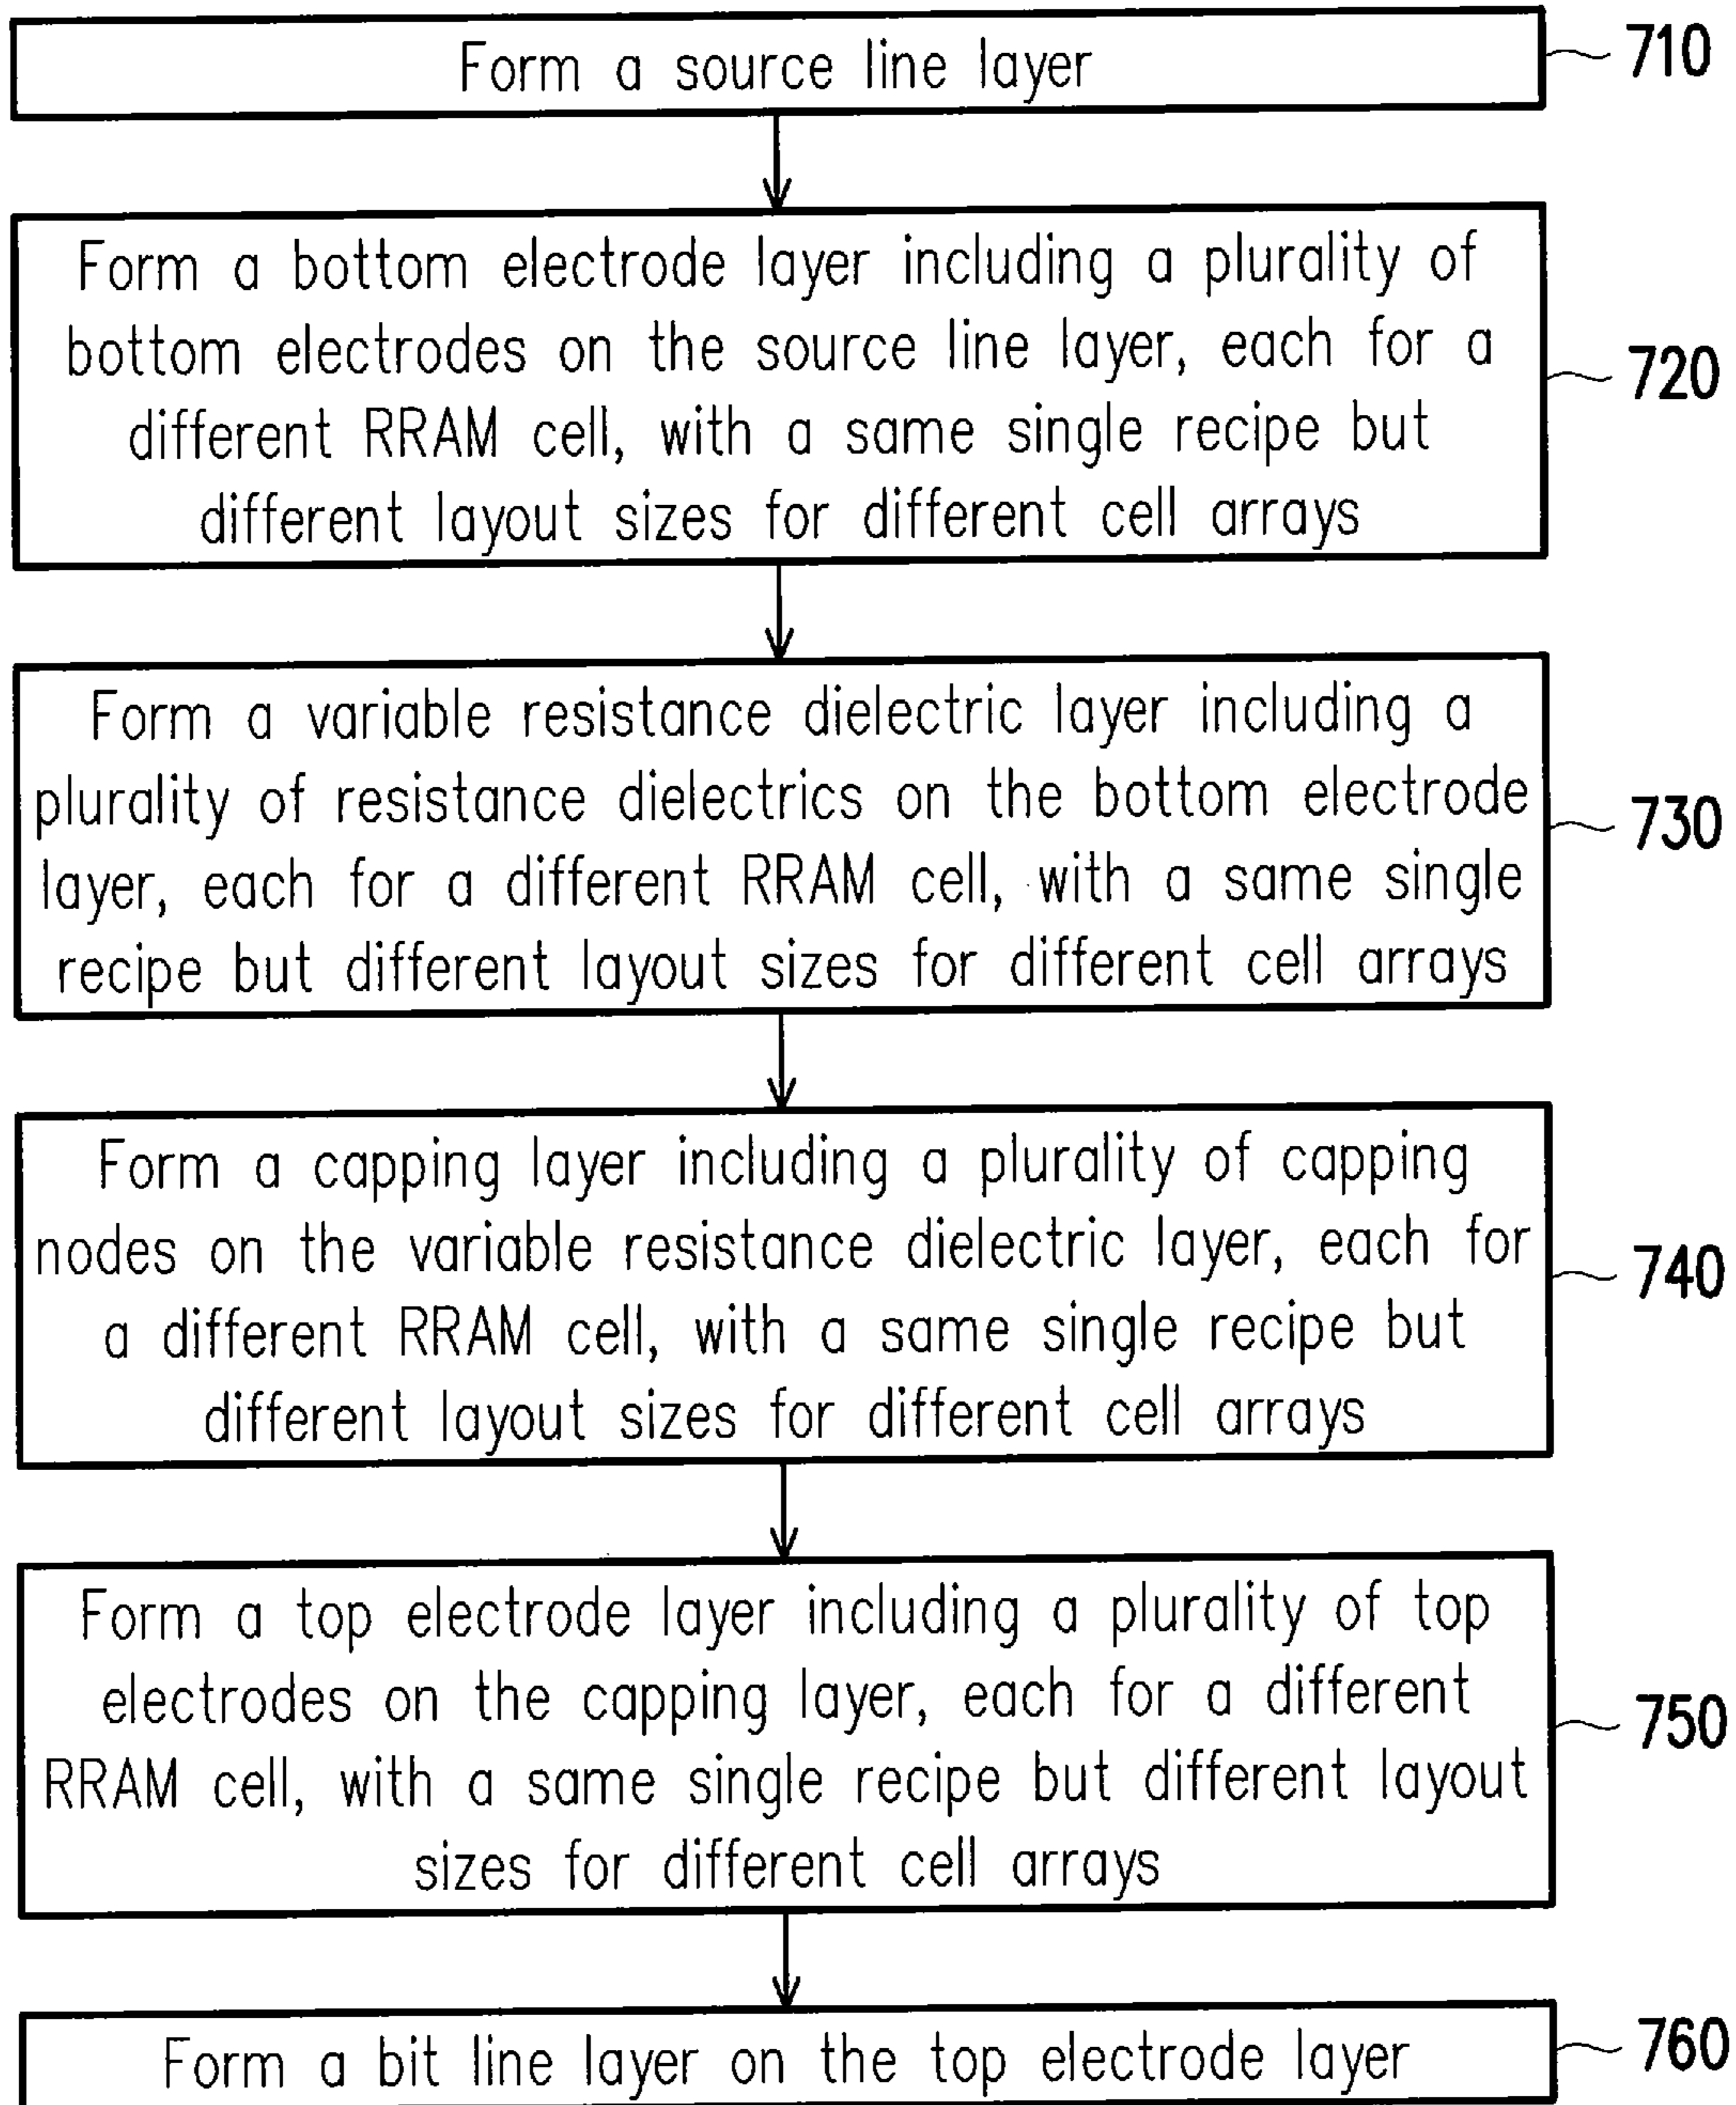 Form a source line layer
710
Form a bottom electrode layer including a plurality of
bottom electrodes on the source line layer, each for a
different RRAM cell, with a same single recipe but
different layout sizes for different cell arrays
720
Form a variable resistance dielectric layer including a
plurality of resistance dielectrics on the bottom electrode
layer, each for a different RRAM cell, with a same single
recipe but different layout sizes for different cell arrays
730
Form a capping layer including a plurality of capping
nodes on the variable resistance dielectric layer, each for
a different RRAM cell, with a same single recipe but
different layout sizes for different cell arrays
740
Form a top electrode layer including a plurality of top
electrodes on the capping layer, each for a different
RRAM cell, with a same single recipe but different layout
sizes for different cell arrays
750
Form a bit line layer on the top electrode layer
760